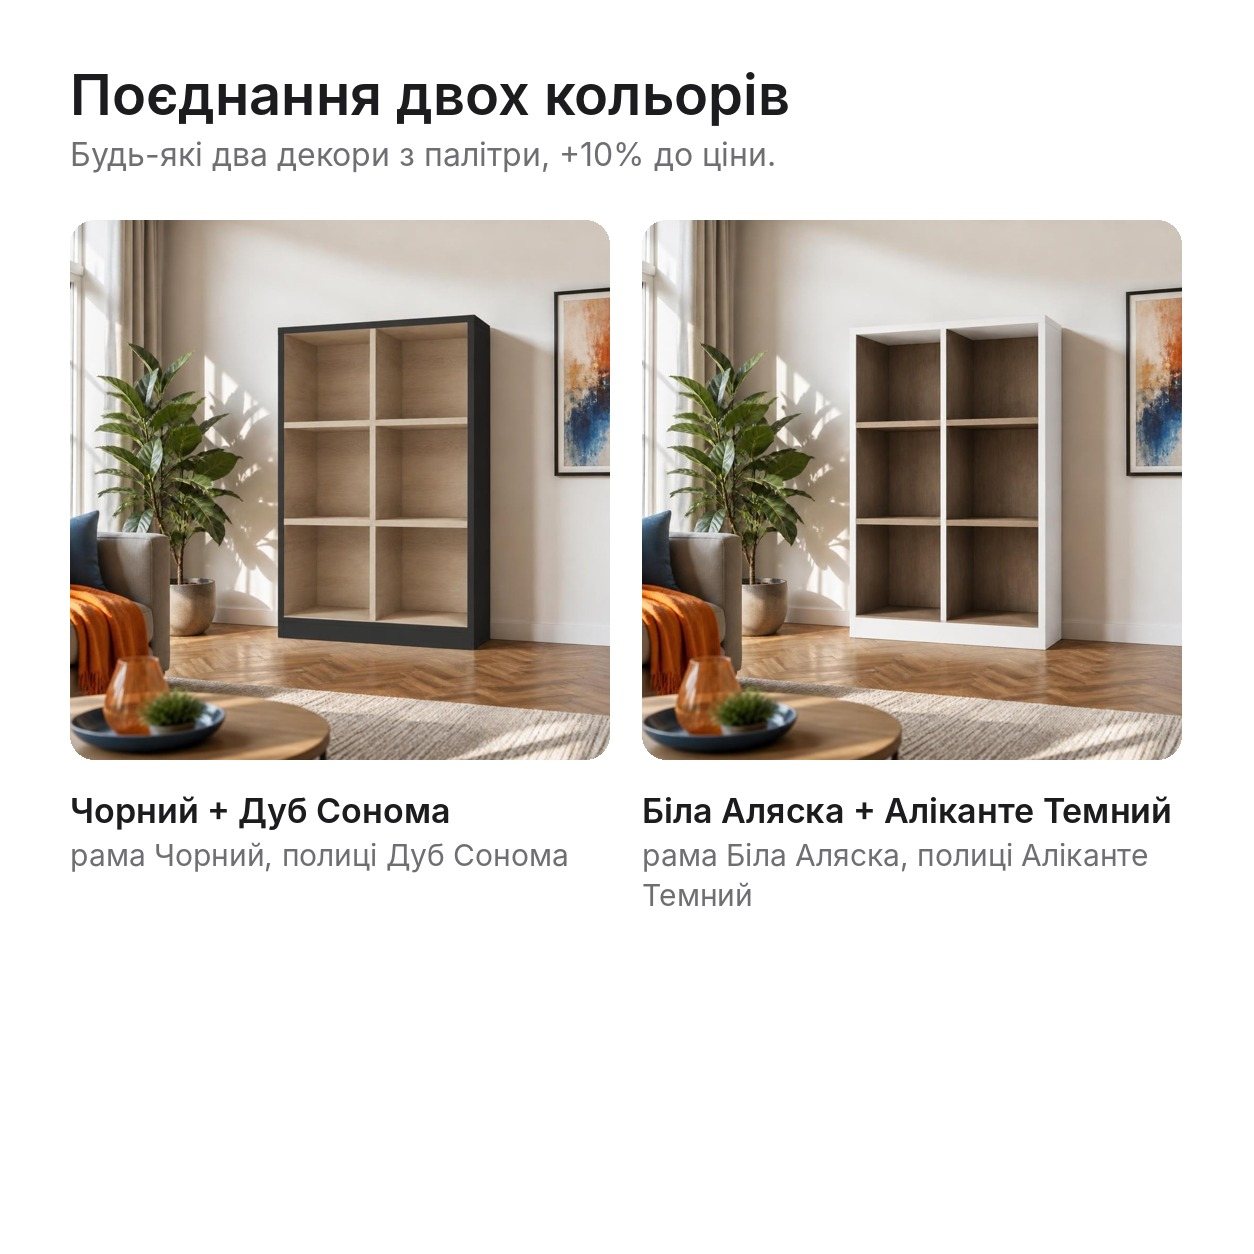 Поєднання двох кольорів
Будь-які два декори з палітри, +10% до ціни.
Чорний + Дуб Сонома
рама Чорний, полиці Дуб Сонома
Біла Аляска + Аліканте Темний
рама Біла Аляска, полиці Аліканте
Темний